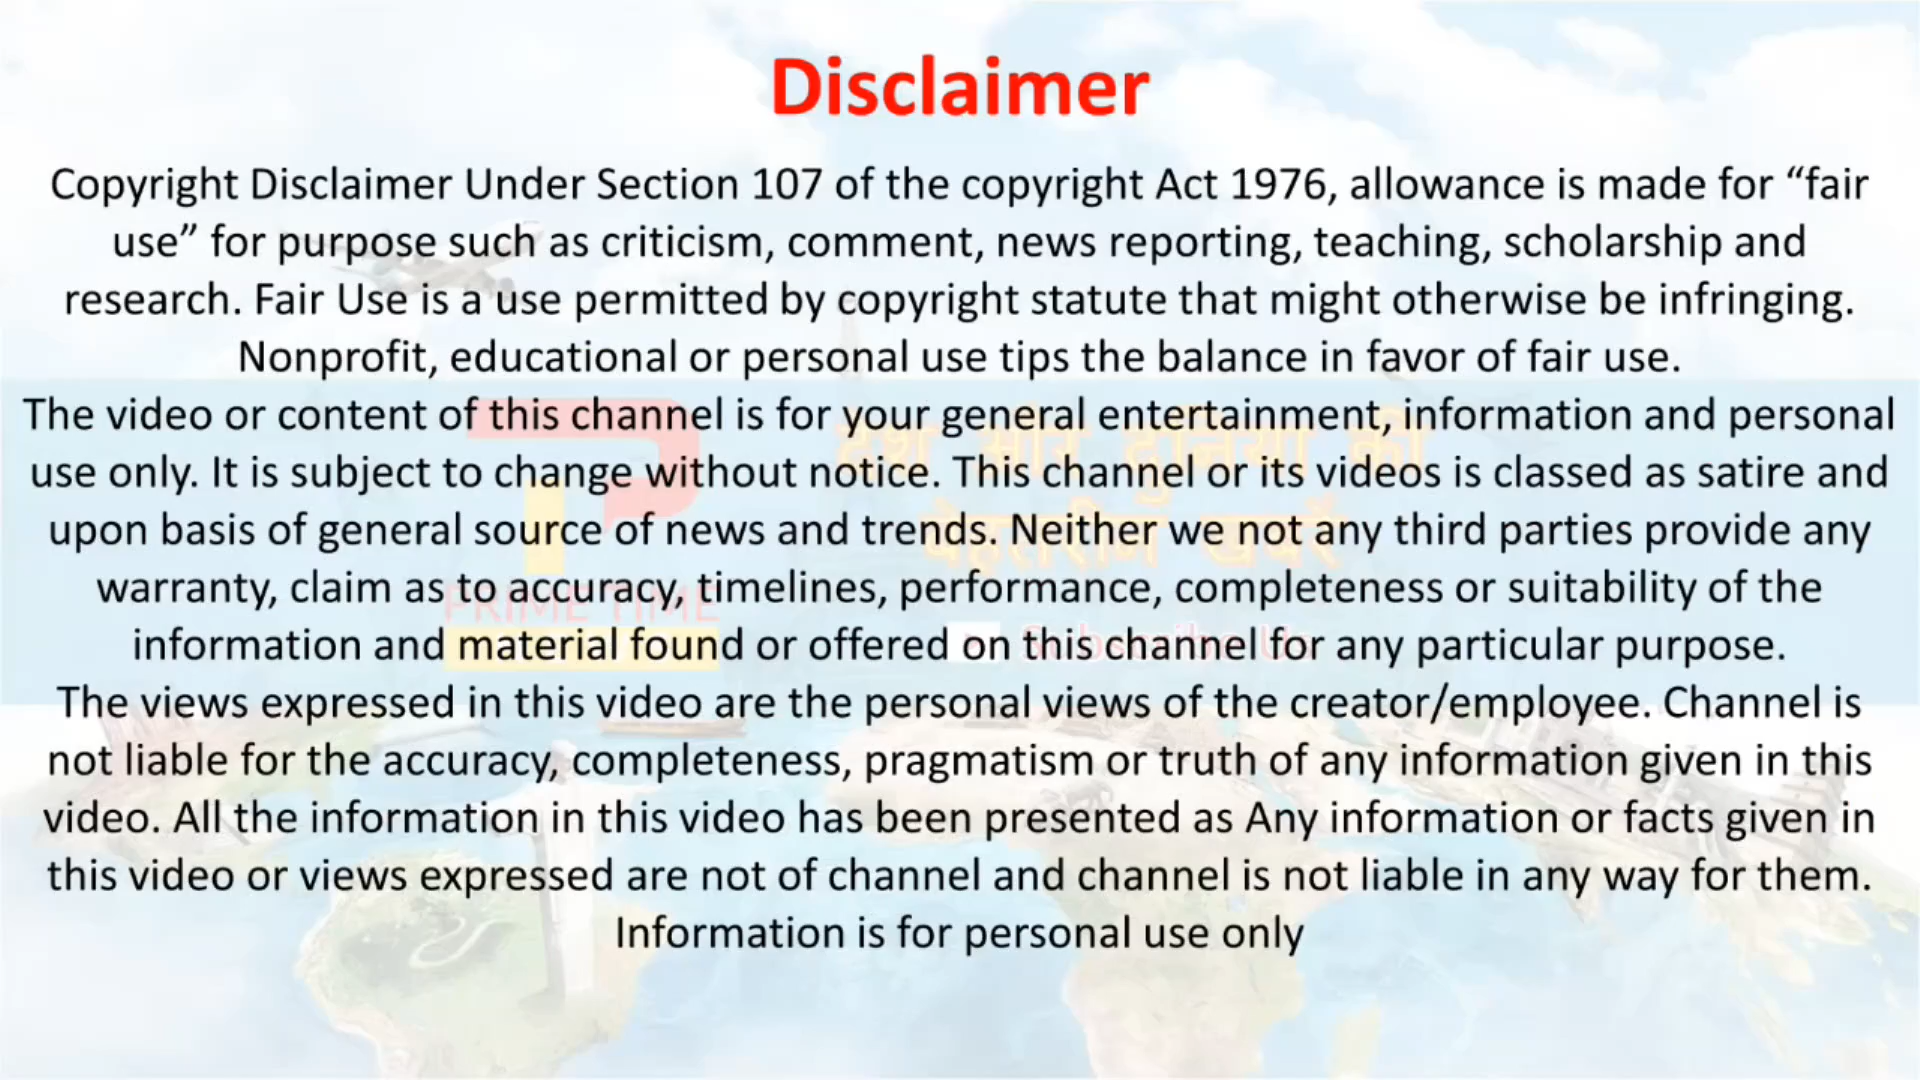 Disclaimer
Copyright Disclaimer Under Section 107 of the copyright Act 1976, allowance is made for “fair
use” for purpose such as criticism, comment, news reporting, teaching, scholarship and
research. Fair Use is a use permitted by copyright statute that might otherwise be infringing.
Nonprofit, educational or personal use tips the balance in favor of fair use.
The video or content of this channel is for your general entertainment, information and personal
use only. It is subject to change without notice. This channel or its videos is classed as satire and
upon basis of general source of news and trends. Neither we not any third parties provide any
warranty, claim as to accuracy, timelines, performance, completeness or suitability of the
information and material found or offered on this channel for any particular purpose.
The views expressed in this video are the personal views of the creator/employee. Channel is
not liable for the accuracy, completeness, pragmatism or truth of any information given in this
video. All the information in this video has been presented as Any information or facts given in
this video or views expressed are not of channel and channel is not liable in any way for them.
Information is for personal use only
देश और दुनिया की
बेहतरीन खबरें
PRIME TIME
Subscribe Us